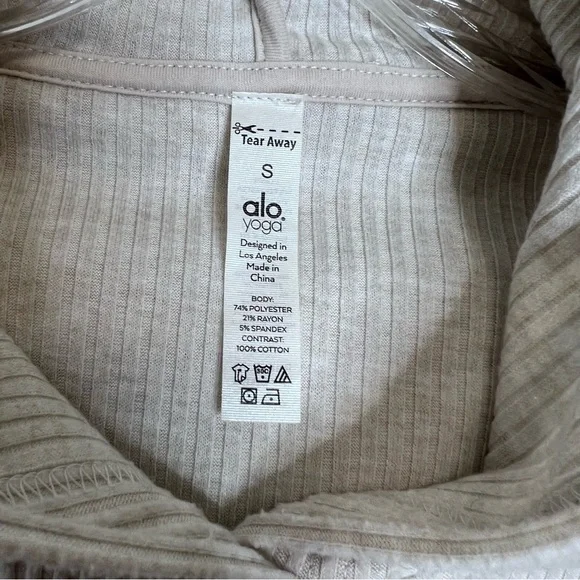 Tear Away
S
alo®
yoga
Designed in
Los Angeles
Made in
China
BODY:
74% POLYESTER
21% RAYON
5% SPANDEX
CONTRAST:
100% COTTON